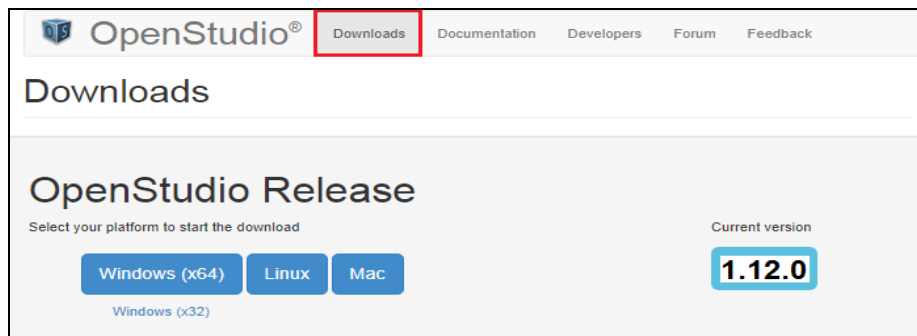 OpenStudio® Downloads Documentation Developers Forum Feedback
Downloads
OpenStudio Release
Select your platform to start the download
Current version
Windows (x64) Linux Mac
1.12.0
Windows (x32)